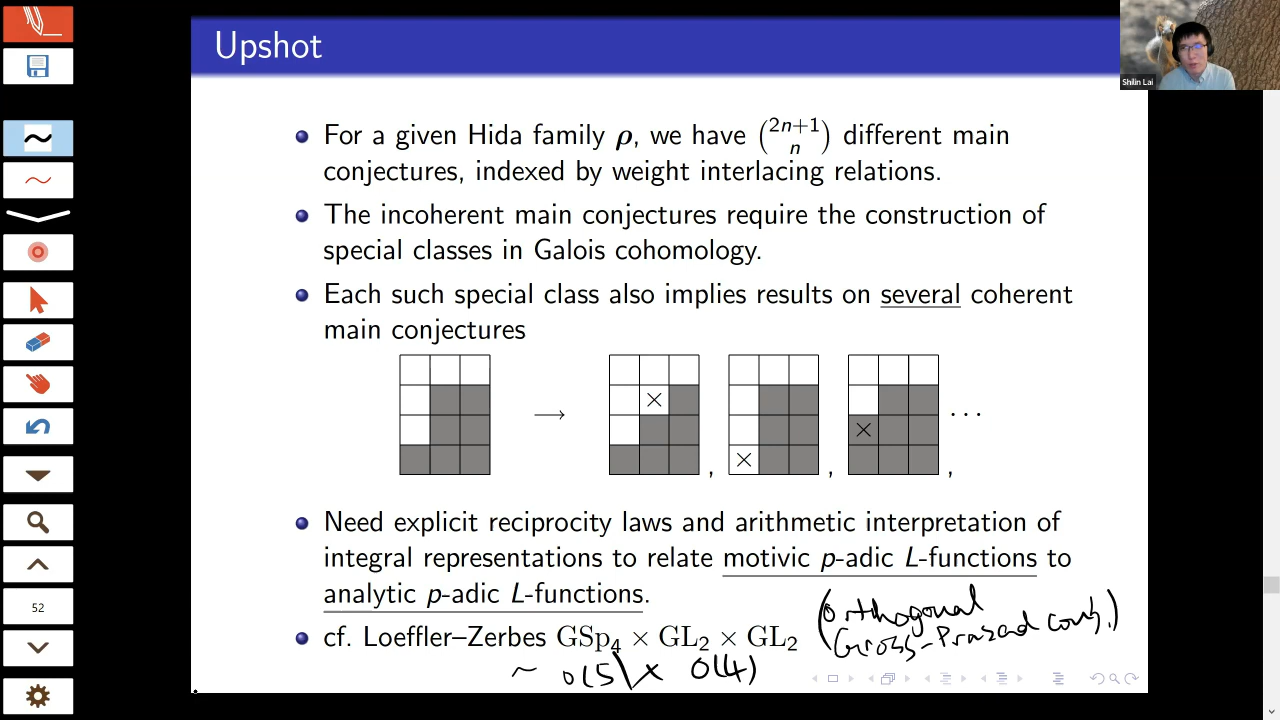 Upshot
Shilin Lai
For a given Hida family ρ, we have (2n+1 n) different main
conjectures, indexed by weight interlacing relations.
The incoherent main conjectures require the construction of
special classes in Galois cohomology.
Each such special class also implies results on several coherent
main conjectures
→ × , × , × , ···
Need explicit reciprocity laws and arithmetic interpretation of
integral representations to relate motivic p-adic L-functions to
analytic p-adic L-functions.
cf. Loeffler–Zerbes GSp₄ × GL₂ × GL₂
(Orthogonal
Gross-Prasad conj.)
~ O(5) × O(4)
52